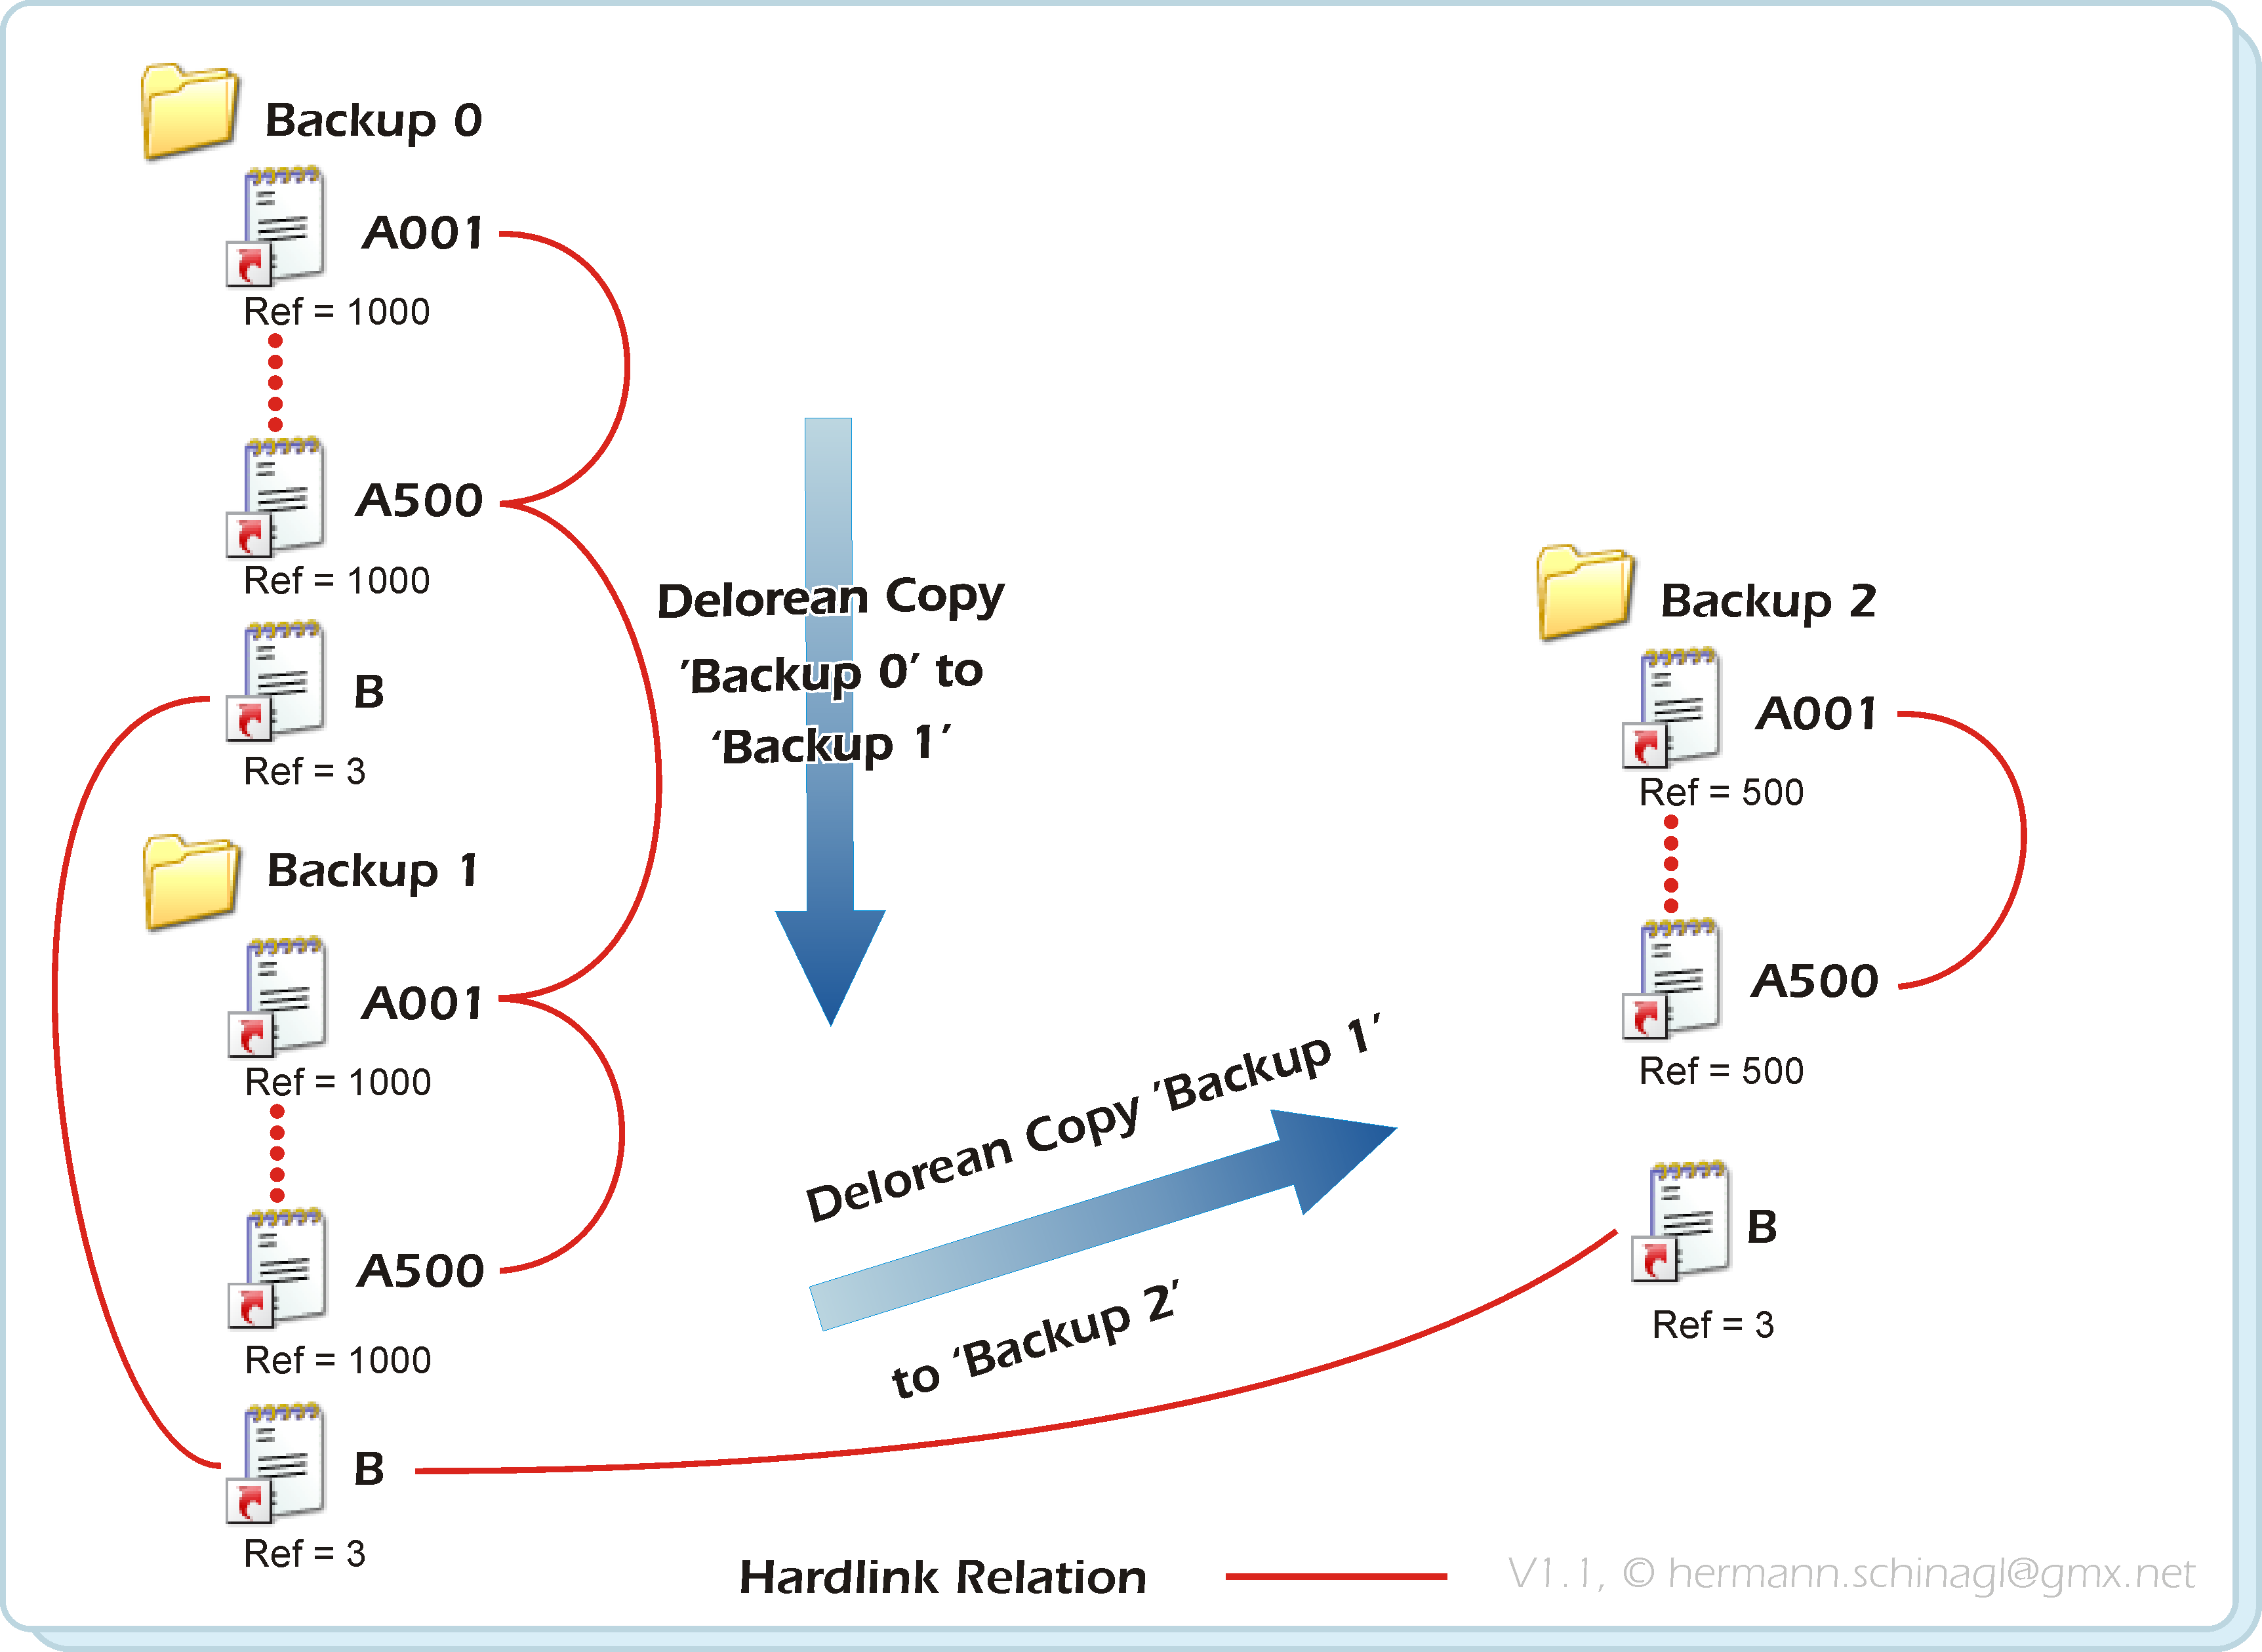 Backup 0
A001
Ref = 1000
A500
Ref = 1000
B
Ref = 3
Backup 1
A001
Ref = 1000
A500
Ref = 1000
B
Ref = 3
Delorean Copy
’Backup 0’ to
‘Backup 1’
Delorean Copy ’Backup 1’
to ‘Backup 2’
Backup 2
A001
Ref = 500
A500
Ref = 500
B
Ref = 3
Hardlink Relation
V1.1, © hermann.schinagl@gmx.net